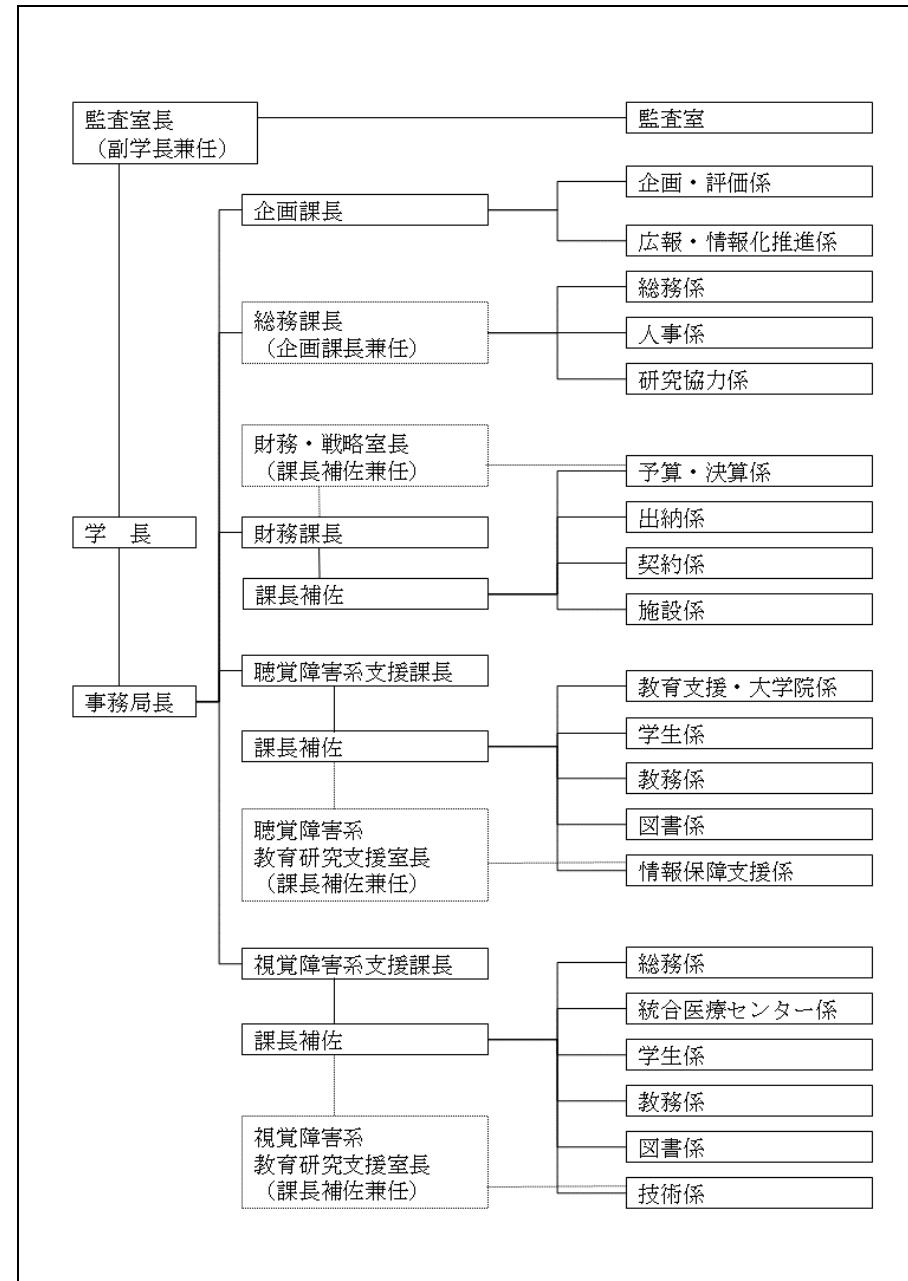 監査室長
（副学長兼任）
監査室
企画課長
企画・評価係
広報・情報化推進係
総務課長
（企画課長兼任）
総務係
人事係
研究協力係
財務・戦略室長
（課長補佐兼任）
予算・決算係
学　長
財務課長
出納係
課長補佐
契約係
施設係
事務局長
聴覚障害系支援課長
教育支援・大学院係
課長補佐
学生係
教務係
聴覚障害系
教育研究支援室長
（課長補佐兼任）
図書係
情報保障支援係
視覚障害系支援課長
総務係
統合医療センター係
課長補佐
学生係
教務係
視覚障害系
教育研究支援室長
（課長補佐兼任）
図書係
技術係